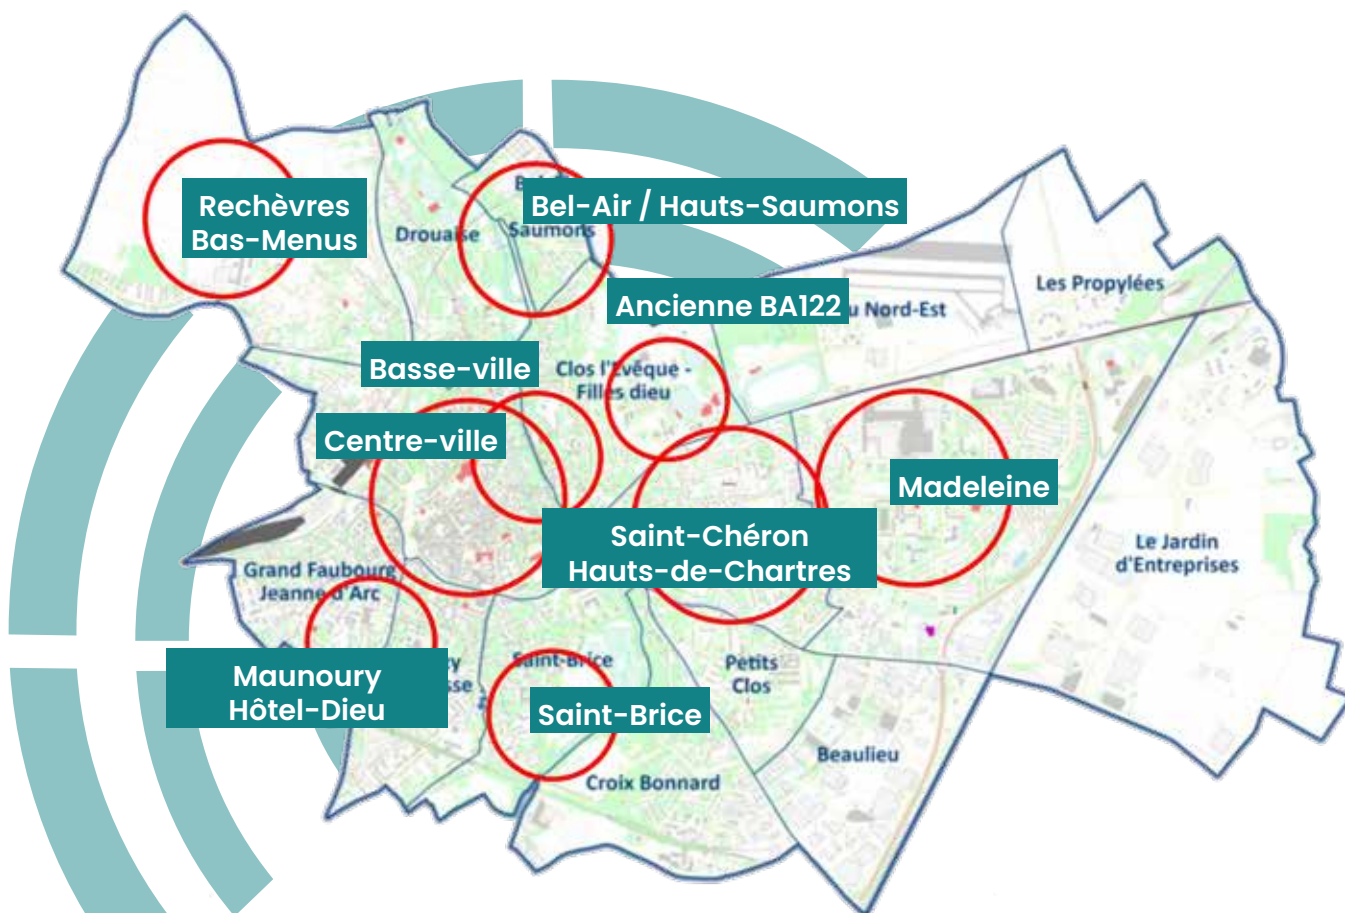 Rechèvres
Bas-Menus
Bel-Air / Hauts-Saumons
Drouaise
Saumons
Ancienne BA122
Nord-Est
Les Propylées
Basse-ville
Clos l'Evêque -
Filles dieu
Centre-ville
Madeleine
Saint-Chéron
Hauts-de-Chartres
Le Jardin
d'Entreprises
Grand Faubourg
Jeanne d'Arc
Maunoury
Hôtel-Dieu
Saint-Brice
Petits
Clos
Saint-Brice
Beaulieu
Croix Bonnard